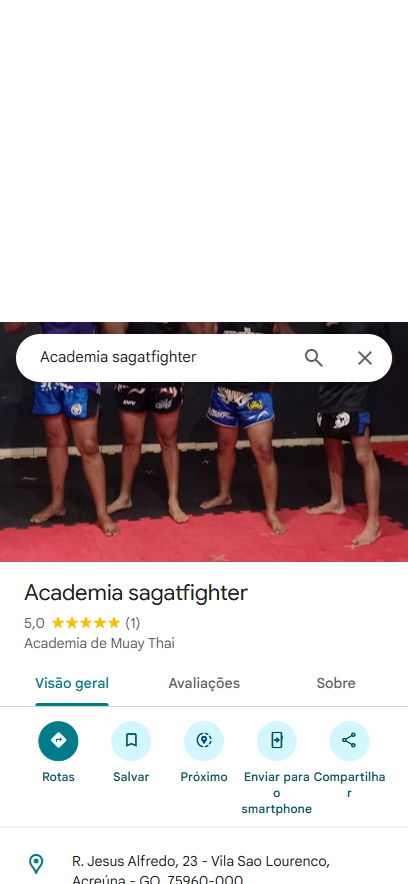 Academia sagatfighter
Academia sagatfighter
5,0 (1)
Academia de Muay Thai
Visão geral Avaliações Sobre
Rotas Salvar Próximo Enviar para Compartilha
o r
smartphone
R. Jesus Alfredo, 23 - Vila Sao Lourenco,
Acreúna - GO, 75960-000